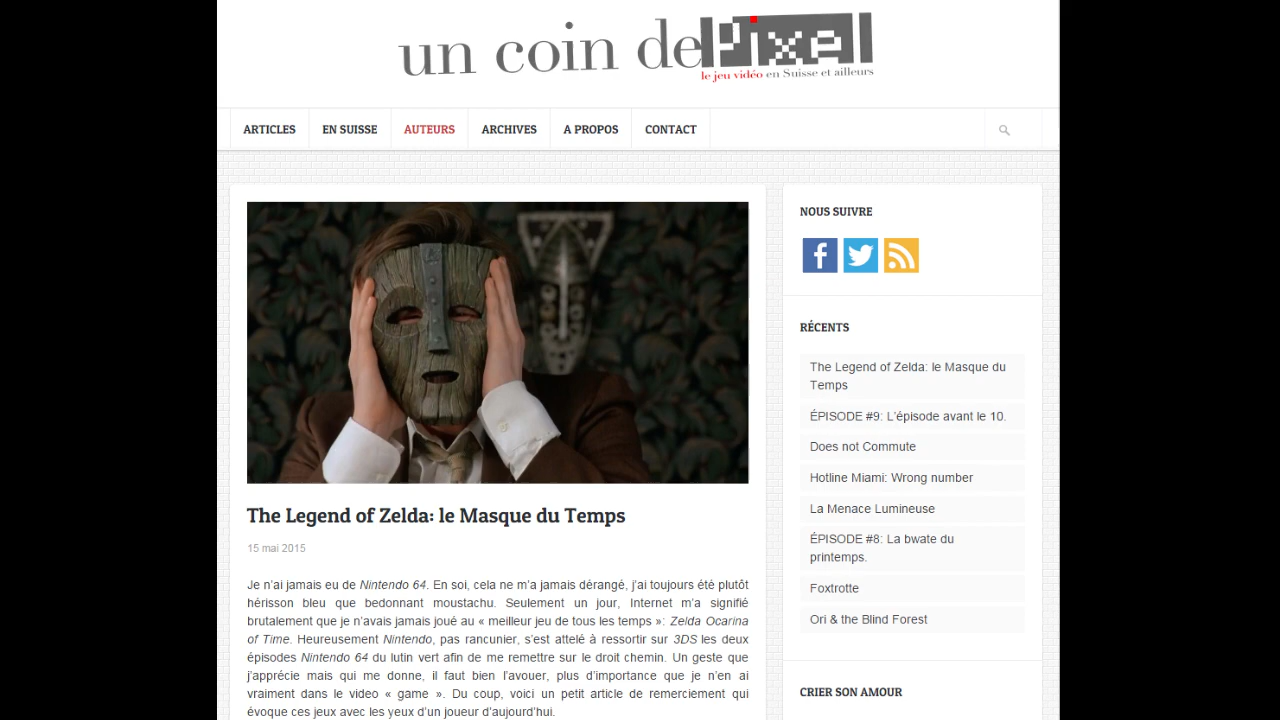 un coin de Pixel
le jeu vidéo en Suisse et ailleurs
ARTICLES EN SUISSE AUTEURS ARCHIVES A PROPOS CONTACT
The Legend of Zelda: le Masque du Temps
15 mai 2015
Je n'ai jamais eu de Nintendo 64. En soi, cela ne m'a jamais dérangé, j'ai toujours été plutôt
hérisson bleu que bedonnant moustachu. Seulement un jour, Internet m'a signifié
brutalement que je n'avais jamais joué au « meilleur jeu de tous les temps »: Zelda Ocarina
of Time. Heureusement Nintendo, pas rancunier, s'est attelé à ressortir sur 3DS les deux
épisodes Nintendo 64 du lutin vert afin de me remettre sur le droit chemin. Un geste que
j'apprécie mais qui me donne, il faut bien l'avouer, plus d'importance que je n'en ai
vraiment dans le video « game ». Du coup, voici un petit article de remerciement qui
évoque ces jeux avec les yeux d'un joueur d'aujourd'hui.
NOUS SUIVRE
RÉCENTS
The Legend of Zelda: le Masque du
Temps
ÉPISODE #9: L'épisode avant le 10.
Does not Commute
Hotline Miami: Wrong number
La Menace Lumineuse
ÉPISODE #8: La bwate du
printemps.
Foxtrotte
Ori & the Blind Forest
CRIER SON AMOUR